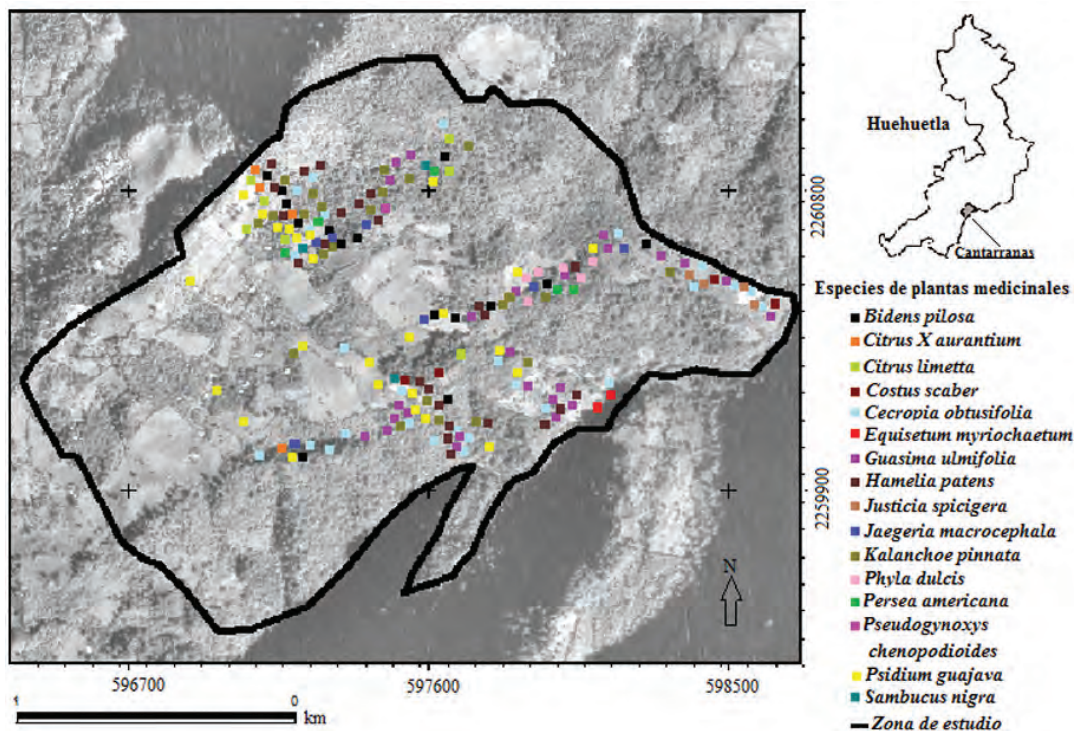 Huehuetla
Cantarranas
Especies de plantas medicinales
Bidens pilosa
Citrus X aurantium
Citrus limetta
Costus scaber
Cecropia obtusifolia
Equisetum myriochaetum
Guasima ulmifolia
Hamelia patens
Justicia spicigera
Jaegeria macrocephala
Kalanchoe pinnata
Phyla dulcis
Persea americana
Pseudogynoxys
chenopodioides
Psidium guajava
Sambucus nigra
Zona de estudio
2260800
2259900
N
596700
597600
598500
1
0
km